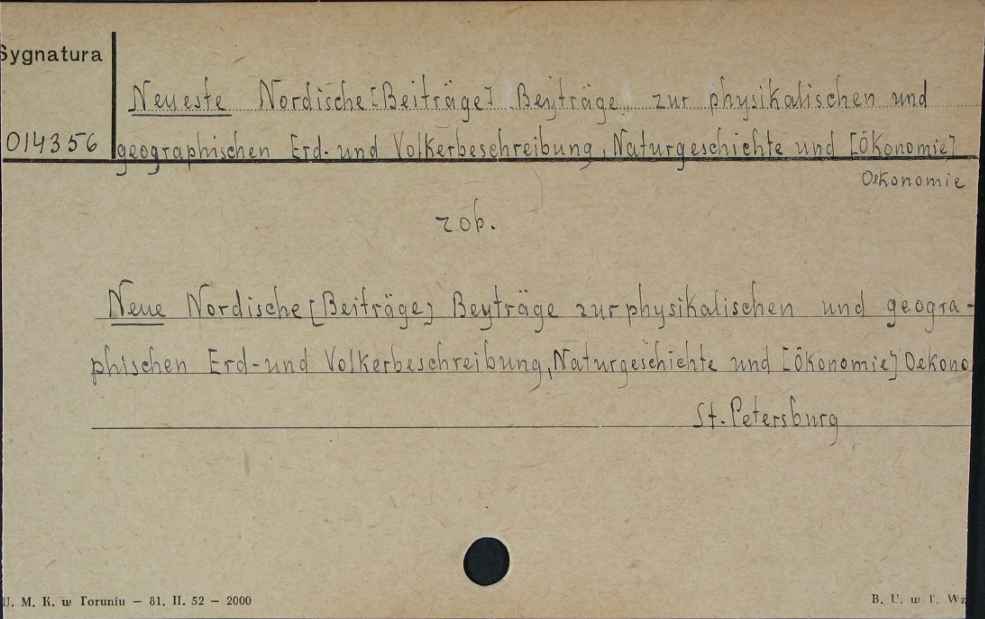 Sygnatura
Neueste Nordische [Beiträge] Beyträge zur physikalischen und
014356 geographischen Erd- und Volkerbeschreibung, Naturgeschichte und [Ökonomie]
Oekonomie
zob.
Neue Nordische [Beiträge] Beyträge zur physikalischen und geogra-
phischen Erd- und Volkerbeschreibung, Naturgeschichte und [Ökonomie] Oekono
St. Petersburg
U. M. K. w Toruniu — 81. II. 52 — 2000
B. U. w T. Wz